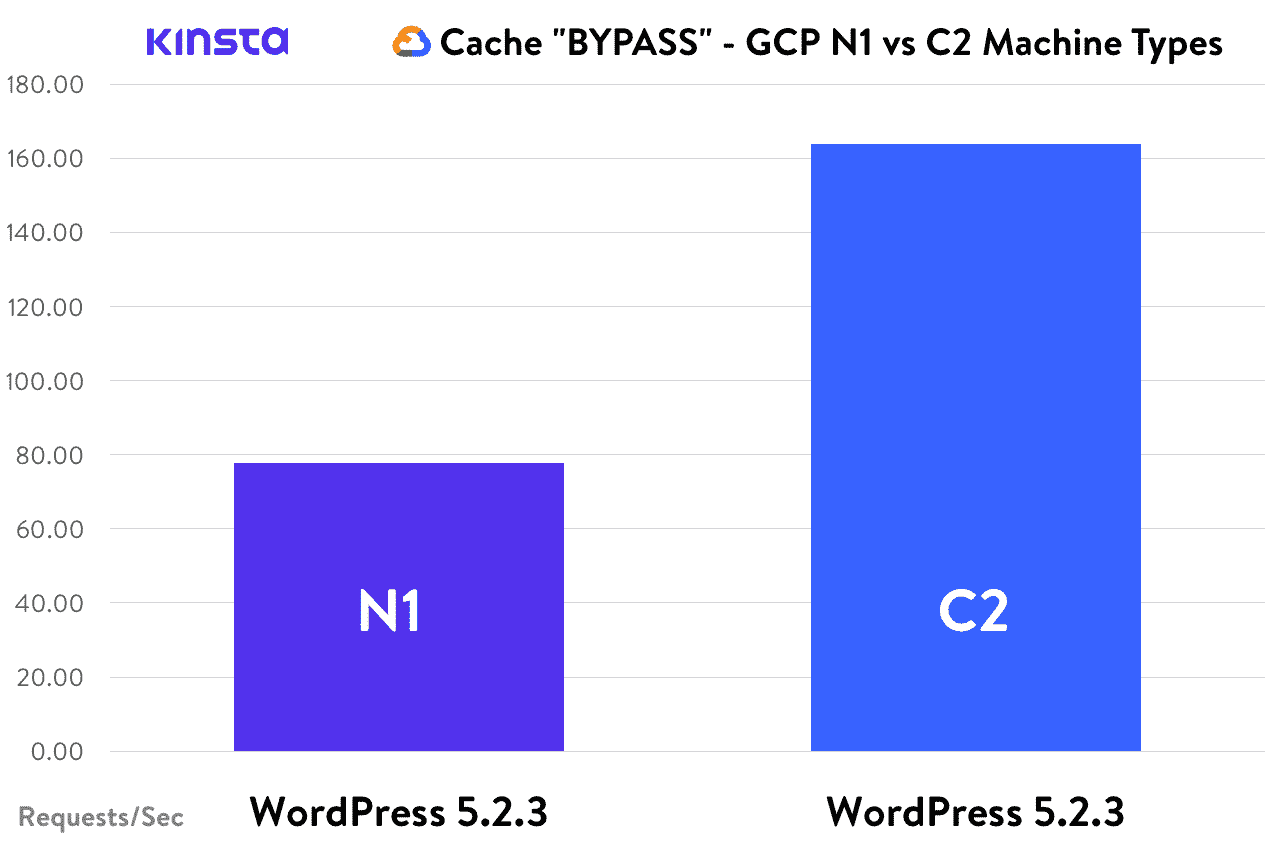 KINSTA
Cache "BYPASS" - GCP N1 vs C2 Machine Types
180.00
160.00
140.00
120.00
100.00
80.00
60.00
40.00
20.00
0.00
N1
C2
Requests/Sec
WordPress 5.2.3
WordPress 5.2.3